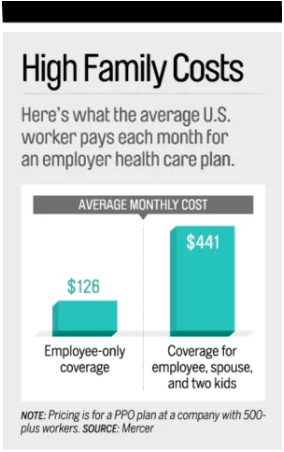 High Family Costs
Here's what the average U.S.
worker pays each month for
an employer health care plan.
AVERAGE MONTHLY COST
$126
$441
Employee-only
coverage
Coverage for
employee, spouse,
and two kids
NOTE: Pricing is for a PPO plan at a company with 500-
plus workers. SOURCE: Mercer